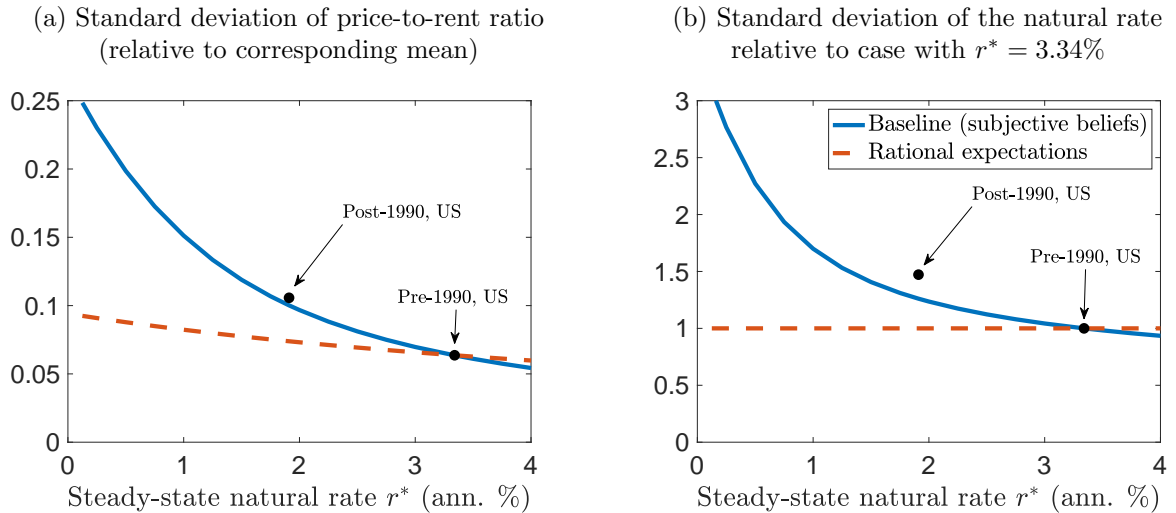 (a) Standard deviation of price-to-rent ratio
(relative to corresponding mean)
0.25
0.2
0.15
0.1
0.05
0
Post-1990, US
Pre-1990, US
0 1 2 3 4
Steady-state natural rate r* (ann. %)
(b) Standard deviation of the natural rate
relative to case with r* = 3.34%
3
2.5
2
1.5
1
0.5
0
Baseline (subjective beliefs)
Rational expectations
Post-1990, US
Pre-1990, US
0 1 2 3 4
Steady-state natural rate r* (ann. %)